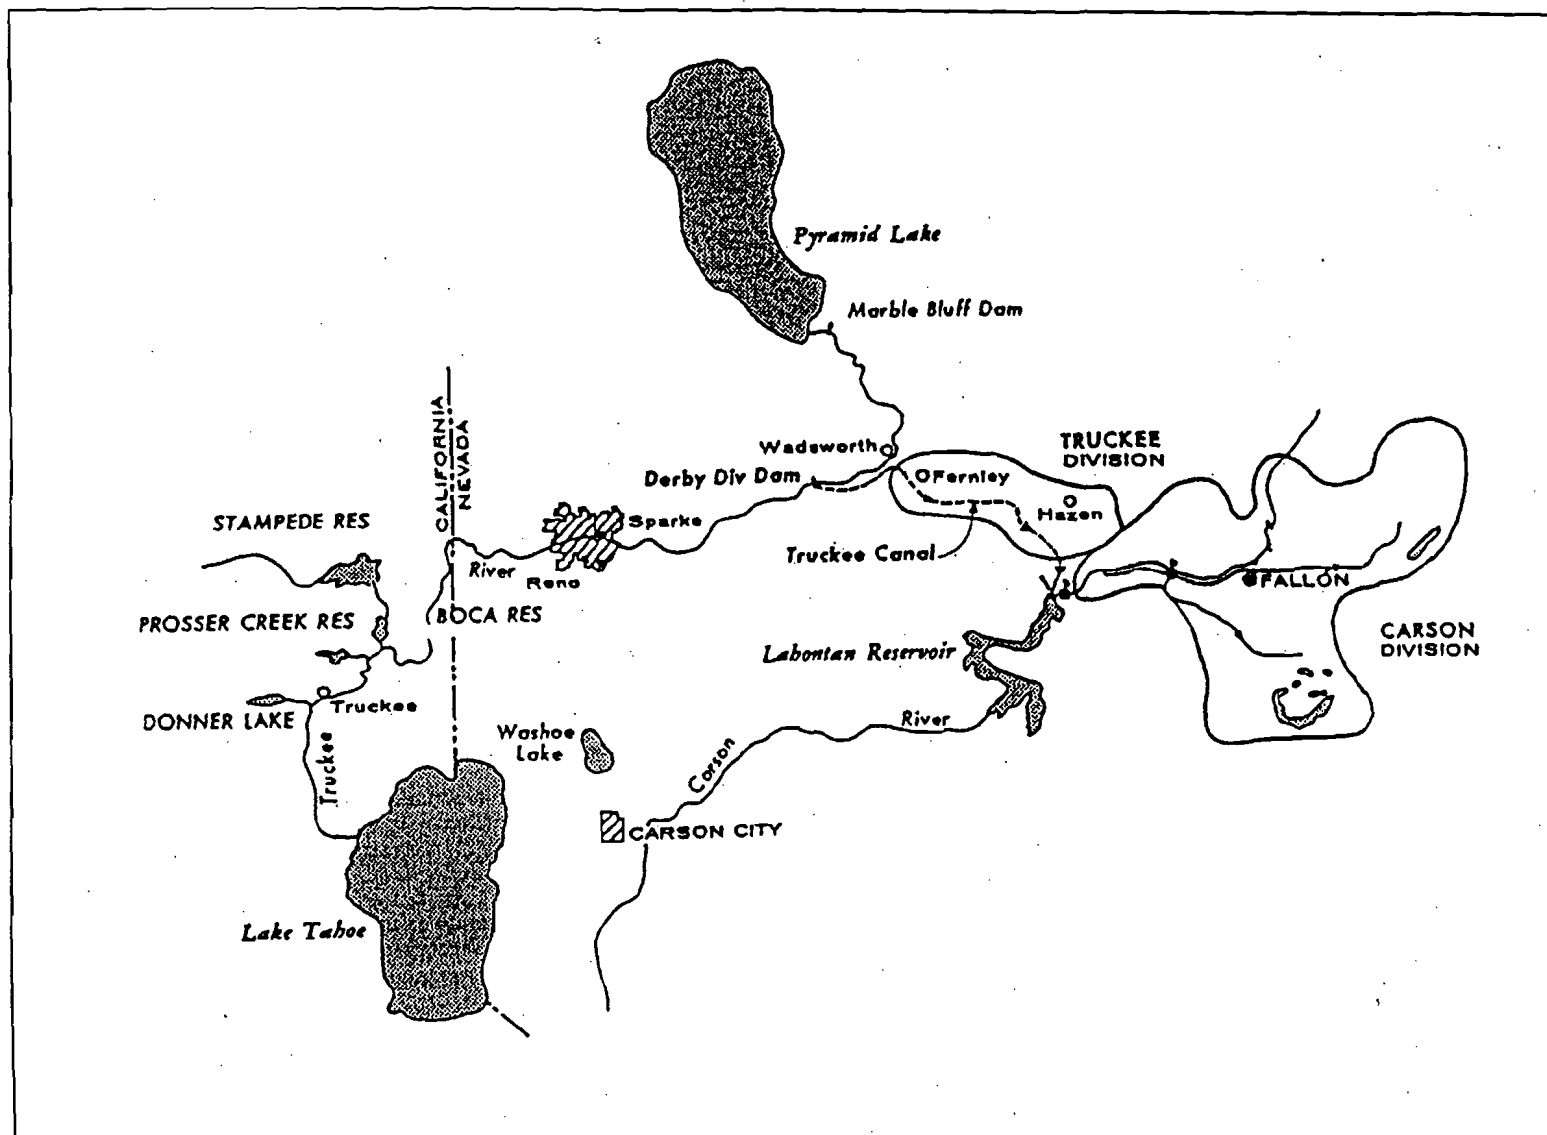 Pyramid Lake
Marble Bluff Dam
CALIFORNIA
NEVADA
Wadsworth
TRUCKEE
DIVISION
Derby Div Dam
Fernley
STAMPEDE RES
Sparke
Hazen
Truckee Canal
River
Reno
FALLON
PROSSER CREEK RES
BOCA RES
CARSON
DIVISION
Lahontan Reservoir
DONNER LAKE
Truckee
Truckee
Washoe
Lake
River
Carson
CARSON CITY
Lake Tahoe